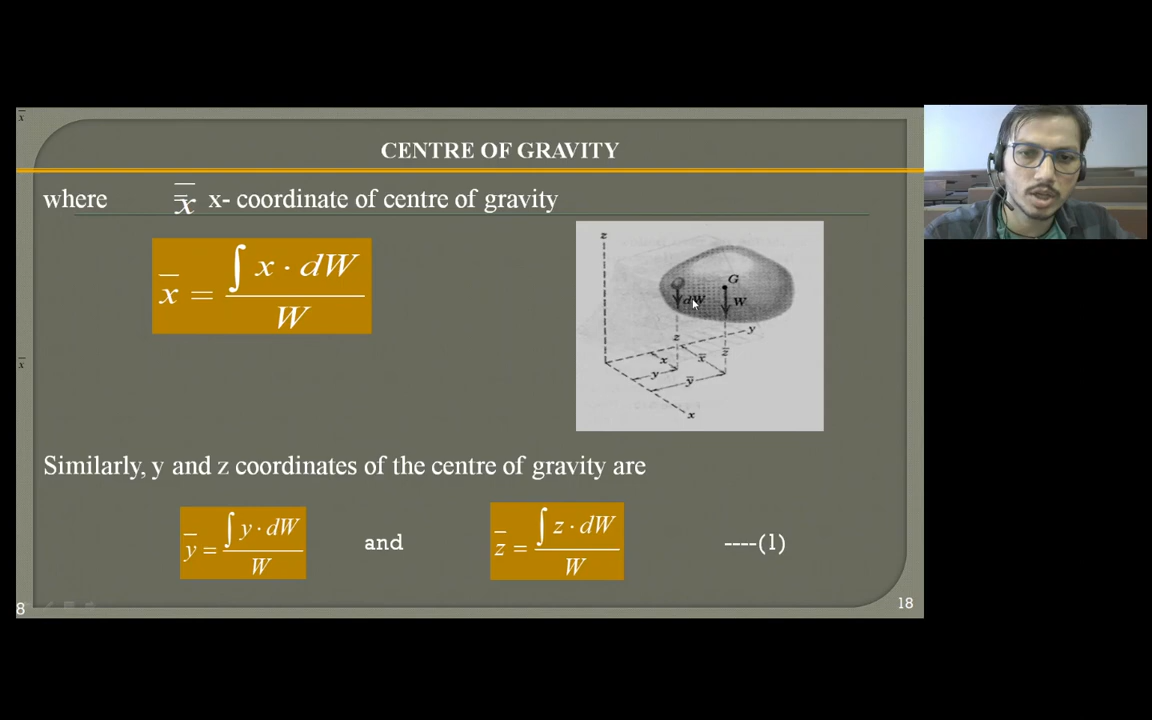 x̄
CENTRE OF GRAVITY
where x̄ = x- coordinate of centre of gravity
x̄ = ∫ x · dW / W
z
G
dW
W
y
z
z̄
x
x̄
y
ȳ
x
x̄
Similarly, y and z coordinates of the centre of gravity are
ȳ = ∫ y · dW / W and z̄ = ∫ z · dW / W ----(1)
8
18